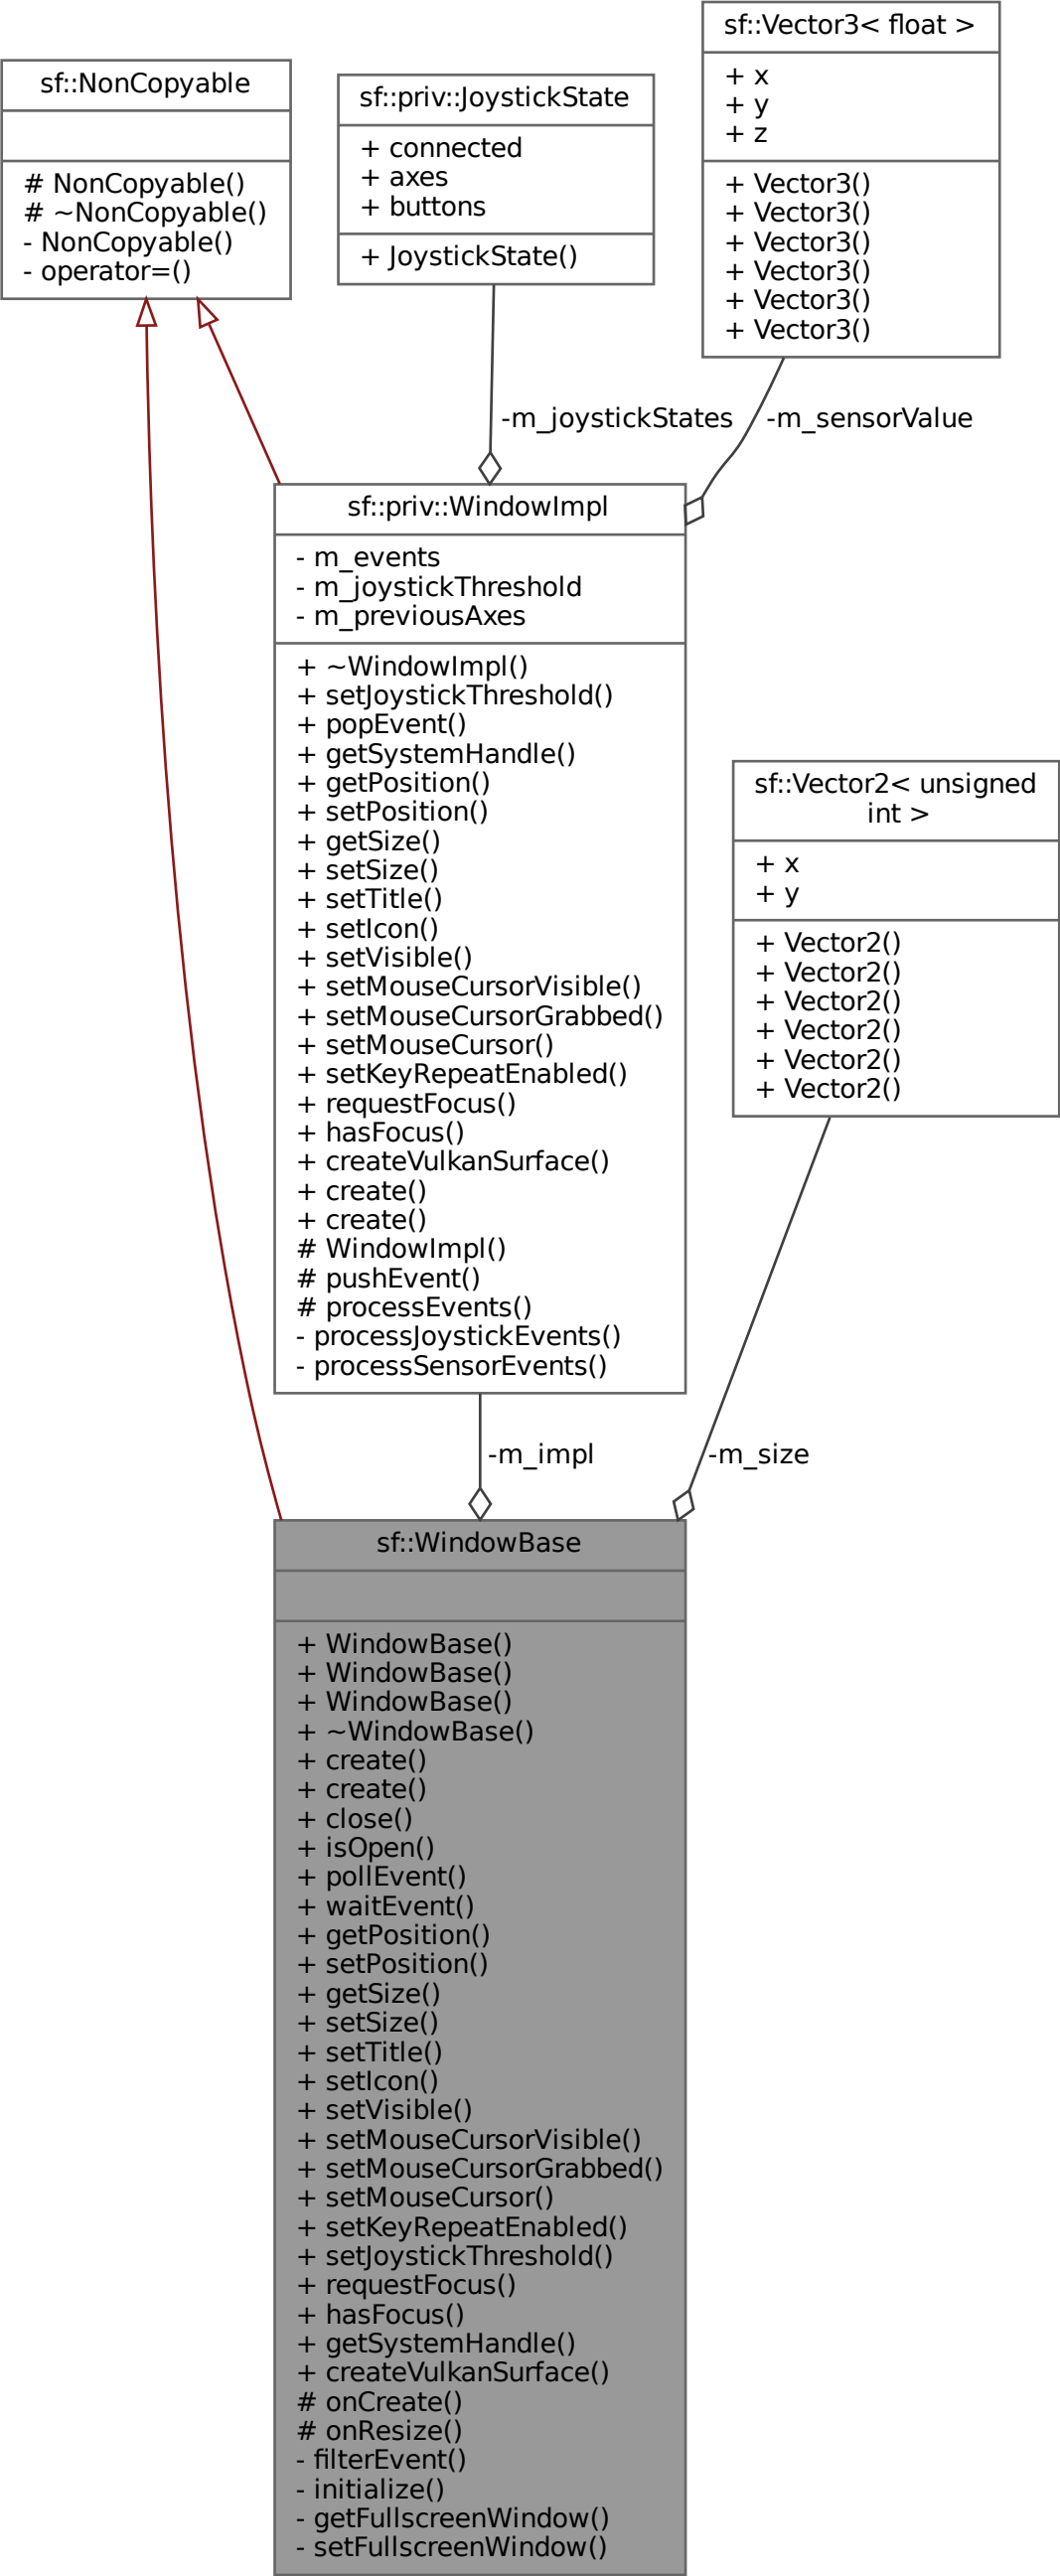 sf::NonCopyable
# NonCopyable()
# ~NonCopyable()
- NonCopyable()
- operator=()
sf::priv::JoystickState
+ connected
+ axes
+ buttons
+ JoystickState()
sf::Vector3< float >
+ x
+ y
+ z
+ Vector3()
+ Vector3()
+ Vector3()
+ Vector3()
+ Vector3()
+ Vector3()
-m_joystickStates
-m_sensorValue
sf::priv::WindowImpl
- m_events
- m_joystickThreshold
- m_previousAxes
+ ~WindowImpl()
+ setJoystickThreshold()
+ popEvent()
+ getSystemHandle()
+ getPosition()
+ setPosition()
+ getSize()
+ setSize()
+ setTitle()
+ setIcon()
+ setVisible()
+ setMouseCursorVisible()
+ setMouseCursorGrabbed()
+ setMouseCursor()
+ setKeyRepeatEnabled()
+ requestFocus()
+ hasFocus()
+ createVulkanSurface()
+ create()
+ create()
# WindowImpl()
# pushEvent()
# processEvents()
- processJoystickEvents()
- processSensorEvents()
sf::Vector2< unsigned
int >
+ x
+ y
+ Vector2()
+ Vector2()
+ Vector2()
+ Vector2()
+ Vector2()
+ Vector2()
-m_impl
-m_size
sf::WindowBase
+ WindowBase()
+ WindowBase()
+ WindowBase()
+ ~WindowBase()
+ create()
+ create()
+ close()
+ isOpen()
+ pollEvent()
+ waitEvent()
+ getPosition()
+ setPosition()
+ getSize()
+ setSize()
+ setTitle()
+ setIcon()
+ setVisible()
+ setMouseCursorVisible()
+ setMouseCursorGrabbed()
+ setMouseCursor()
+ setKeyRepeatEnabled()
+ setJoystickThreshold()
+ requestFocus()
+ hasFocus()
+ getSystemHandle()
+ createVulkanSurface()
# onCreate()
# onResize()
- filterEvent()
- initialize()
- getFullscreenWindow()
- setFullscreenWindow()